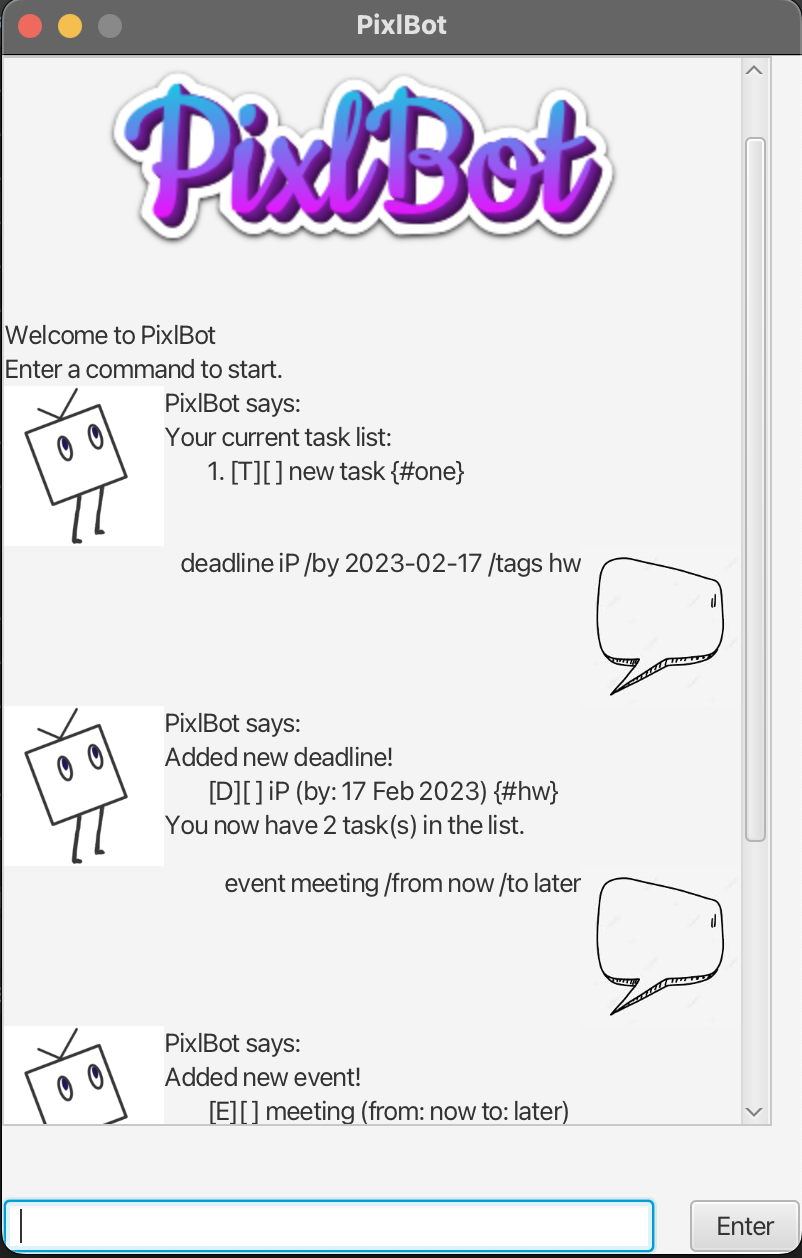 PixlBot
PixlBot
Welcome to PixlBot
Enter a command to start.
PixlBot says:
Your current task list:
1. [T][ ] new task {#one}
deadline iP /by 2023-02-17 /tags hw
PixlBot says:
Added new deadline!
[D][ ] iP (by: 17 Feb 2023) {#hw}
You now have 2 task(s) in the list.
event meeting /from now /to later
PixlBot says:
Added new event!
[E][ ] meeting (from: now to: later)
Enter